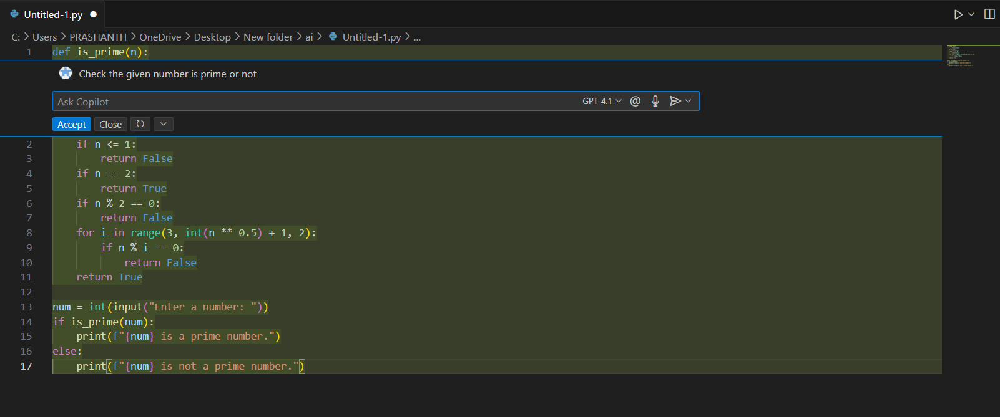 Untitled-1.py
C: > Users > PRASHANTH > OneDrive > Desktop > New folder > ai > Untitled-1.py > ...
1 def is_prime(n):
Check the given number is prime or not
Ask Copilot GPT-4.1 @
Accept Close
2     if n <= 1:
3         return False
4     if n == 2:
5         return True
6     if n % 2 == 0:
7         return False
8     for i in range(3, int(n ** 0.5) + 1, 2):
9         if n % i == 0:
10             return False
11     return True
12
13 num = int(input("Enter a number: "))
14 if is_prime(num):
15     print(f"{num} is a prime number.")
16 else:
17     print(f"{num} is not a prime number.")